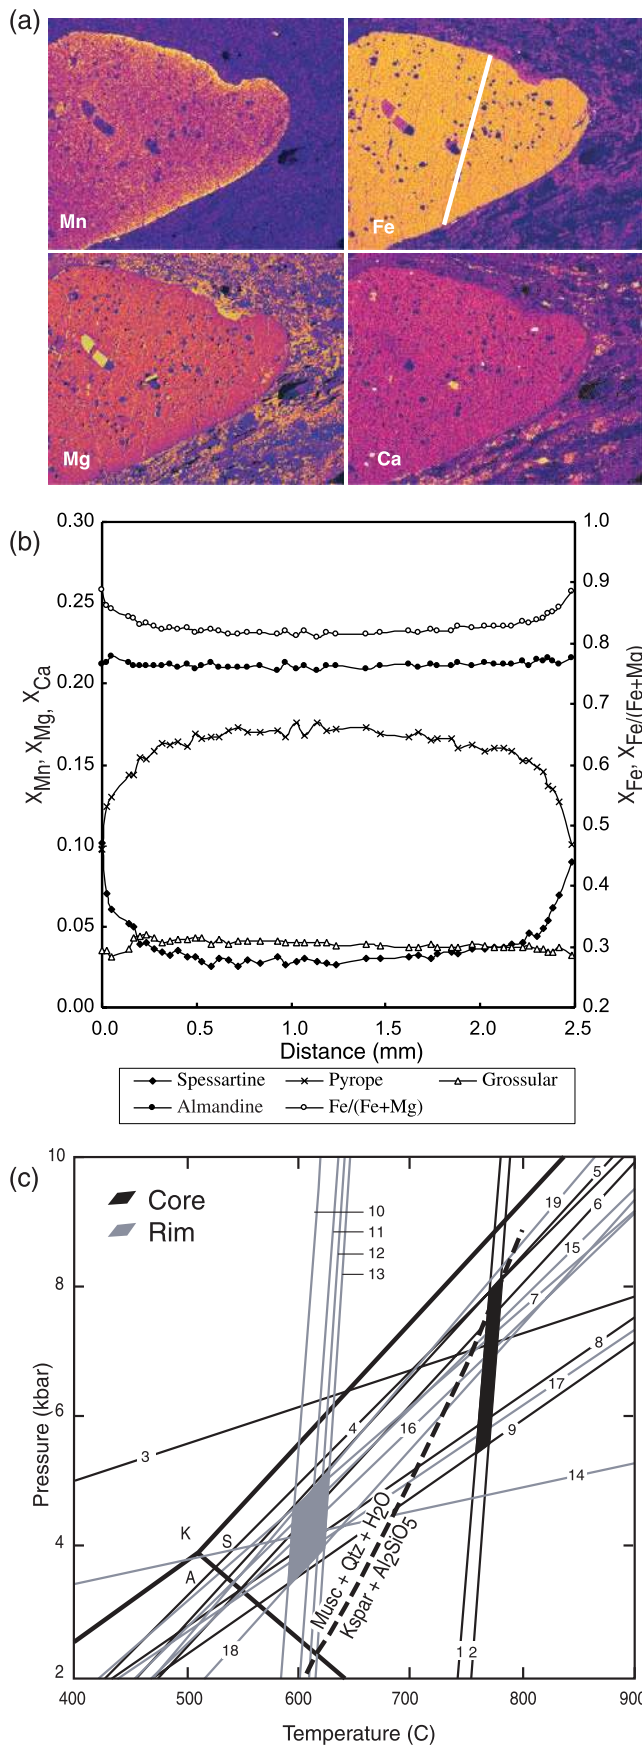 (a)
Mn
Fe
Mg
Ca
(b)
0.30
0.25
0.20
0.15
0.10
0.05
0.00
X_Mn, X_Mg, X_Ca
1.0
0.9
0.8
0.7
0.6
0.5
0.4
0.3
0.2
X_Fe, X_Fe/(Fe+Mg)
0.0 0.5 1.0 1.5 2.0 2.5
Distance (mm)
Spessartine Pyrope Grossular
Almandine Fe/(Fe+Mg)
(c)
10
8
6
4
2
Pressure (kbar)
Core
Rim
10
11
12
13
19
5
6
15
7
8
17
9
16
4
3
14
K
S
A
18
1 2
Musc + Qtz + H2O
Kspar + Al2SiO5
400 500 600 700 800 900
Temperature (C)